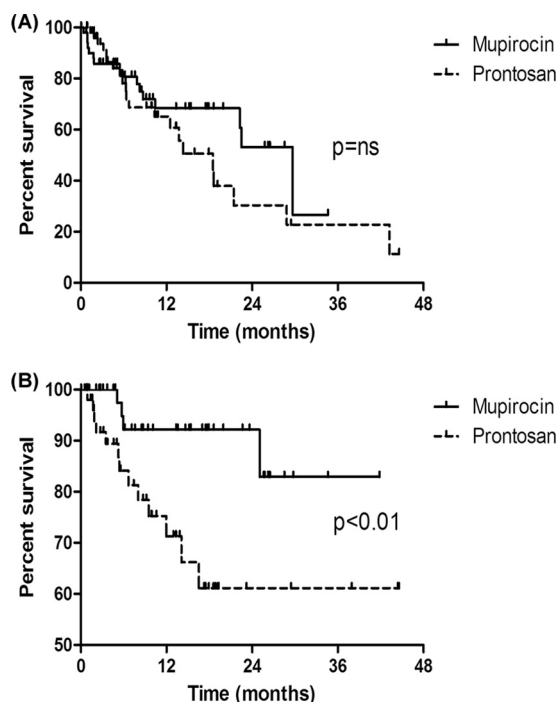 (A)
100
80
60
40
20
0
Percent survival
0 12 24 36 48
Time (months)
Mupirocin
Prontosan
p=ns
(B)
100
90
80
70
60
50
Percent survival
0 12 24 36 48
Time (months)
Mupirocin
Prontosan
p<0.01